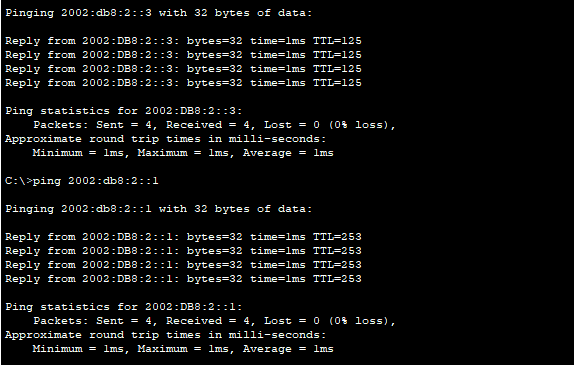 Pinging 2002:db8:2::3 with 32 bytes of data:
Reply from 2002:DB8:2::3: bytes=32 time=1ms TTL=125
Reply from 2002:DB8:2::3: bytes=32 time=1ms TTL=125
Reply from 2002:DB8:2::3: bytes=32 time=1ms TTL=125
Reply from 2002:DB8:2::3: bytes=32 time=1ms TTL=125
Ping statistics for 2002:DB8:2::3:
Packets: Sent = 4, Received = 4, Lost = 0 (0% loss),
Approximate round trip times in milli-seconds:
Minimum = 1ms, Maximum = 1ms, Average = 1ms
C:\>ping 2002:db8:2::1
Pinging 2002:db8:2::1 with 32 bytes of data:
Reply from 2002:DB8:2::1: bytes=32 time=1ms TTL=253
Reply from 2002:DB8:2::1: bytes=32 time=1ms TTL=253
Reply from 2002:DB8:2::1: bytes=32 time=1ms TTL=253
Reply from 2002:DB8:2::1: bytes=32 time=1ms TTL=253
Ping statistics for 2002:DB8:2::1:
Packets: Sent = 4, Received = 4, Lost = 0 (0% loss),
Approximate round trip times in milli-seconds:
Minimum = 1ms, Maximum = 1ms, Average = 1ms